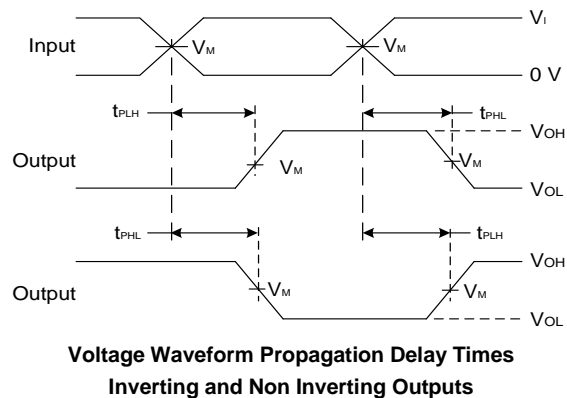 Input
VM
VM
VI
0 V
tPLH
tPHL
Output
VM
VM
VOH
VOL
tPHL
tPLH
Output
VM
VM
VOH
VOL
Voltage Waveform Propagation Delay Times
Inverting and Non Inverting Outputs